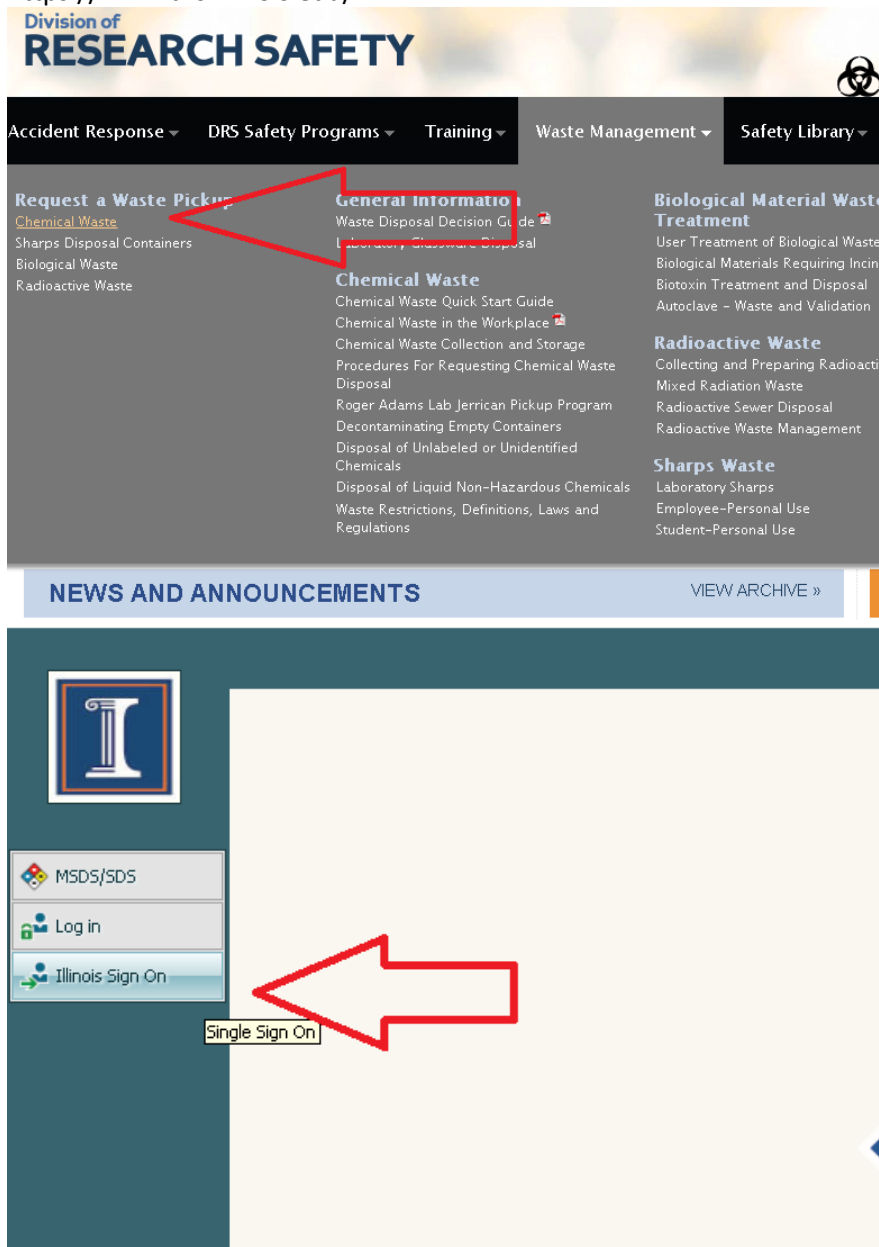 Division of
RESEARCH SAFETY
Accident Response DRS Safety Programs Training Waste Management Safety Library
Request a Waste Pickup
Chemical Waste
Sharps Disposal Containers
Biological Waste
Radioactive Waste
General Information
Waste Disposal Decision Guide
Laboratory Glassware Disposal
Chemical Waste
Chemical Waste Quick Start Guide
Chemical Waste in the Workplace
Chemical Waste Collection and Storage
Procedures For Requesting Chemical Waste
Disposal
Roger Adams Lab Jerrican Pickup Program
Decontaminating Empty Containers
Disposal of Unlabeled or Unidentified
Chemicals
Disposal of Liquid Non-Hazardous Chemicals
Waste Restrictions, Definitions, Laws and
Regulations
Biological Material Waste
Treatment
User Treatment of Biological Waste
Biological Materials Requiring Incin
Biotoxin Treatment and Disposal
Autoclave - Waste and Validation
Radioactive Waste
Collecting and Preparing Radioacti
Mixed Radiation Waste
Radioactive Sewer Disposal
Radioactive Waste Management
Sharps Waste
Laboratory Sharps
Employee-Personal Use
Student-Personal Use
NEWS AND ANNOUNCEMENTS VIEW ARCHIVE »
I
MSDS/SDS
Log in
Illinois Sign On
Single Sign On